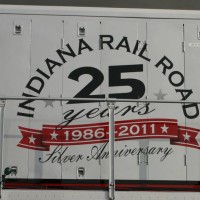 INDIANA RAIL ROAD
25
years
1986-2011
Silver Anniversary